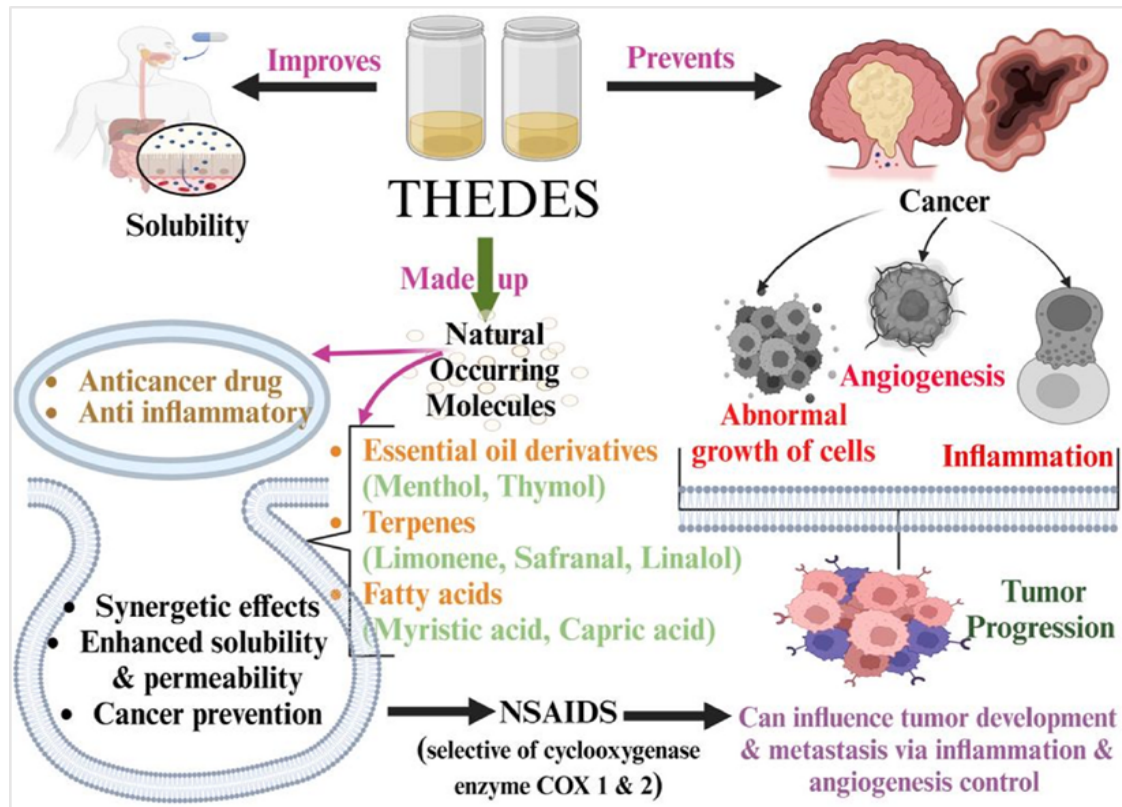 Improves
Prevents
THEDES
Solubility
Cancer
Made up
Natural
Occurring
Molecules
• Anticancer drug
• Anti inflammatory
Angiogenesis
Abnormal
growth of cells
Inflammation
• Essential oil derivatives
(Menthol, Thymol)
• Terpenes
(Limonene, Safranal, Linalol)
• Fatty acids
(Myristic acid, Capric acid)
• Synergetic effects
• Enhanced solubility
& permeability
• Cancer prevention
Tumor
Progression
NSAIDS
(selective of cyclooxygenase
enzyme COX 1 & 2)
Can influence tumor development
& metastasis via inflammation &
angiogenesis control